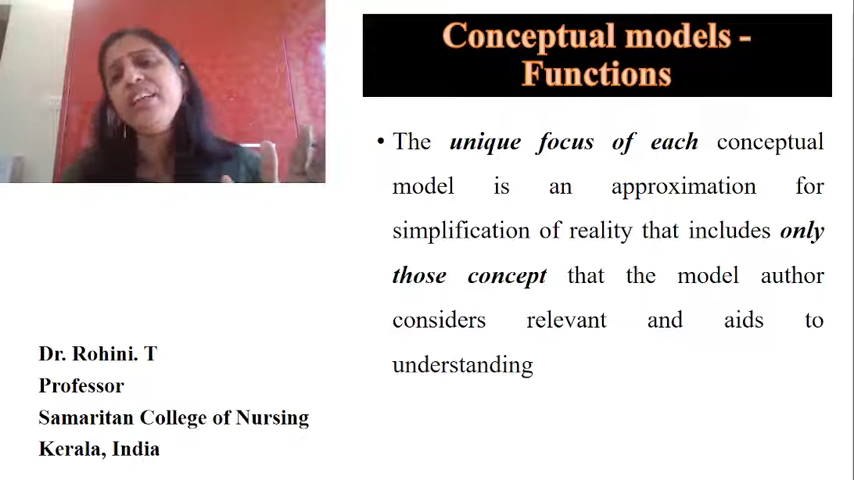 Conceptual models -
Functions
• The unique focus of each conceptual
model is an approximation for
simplification of reality that includes only
those concept that the model author
considers relevant and aids to
understanding
Dr. Rohini. T
Professor
Samaritan College of Nursing
Kerala, India